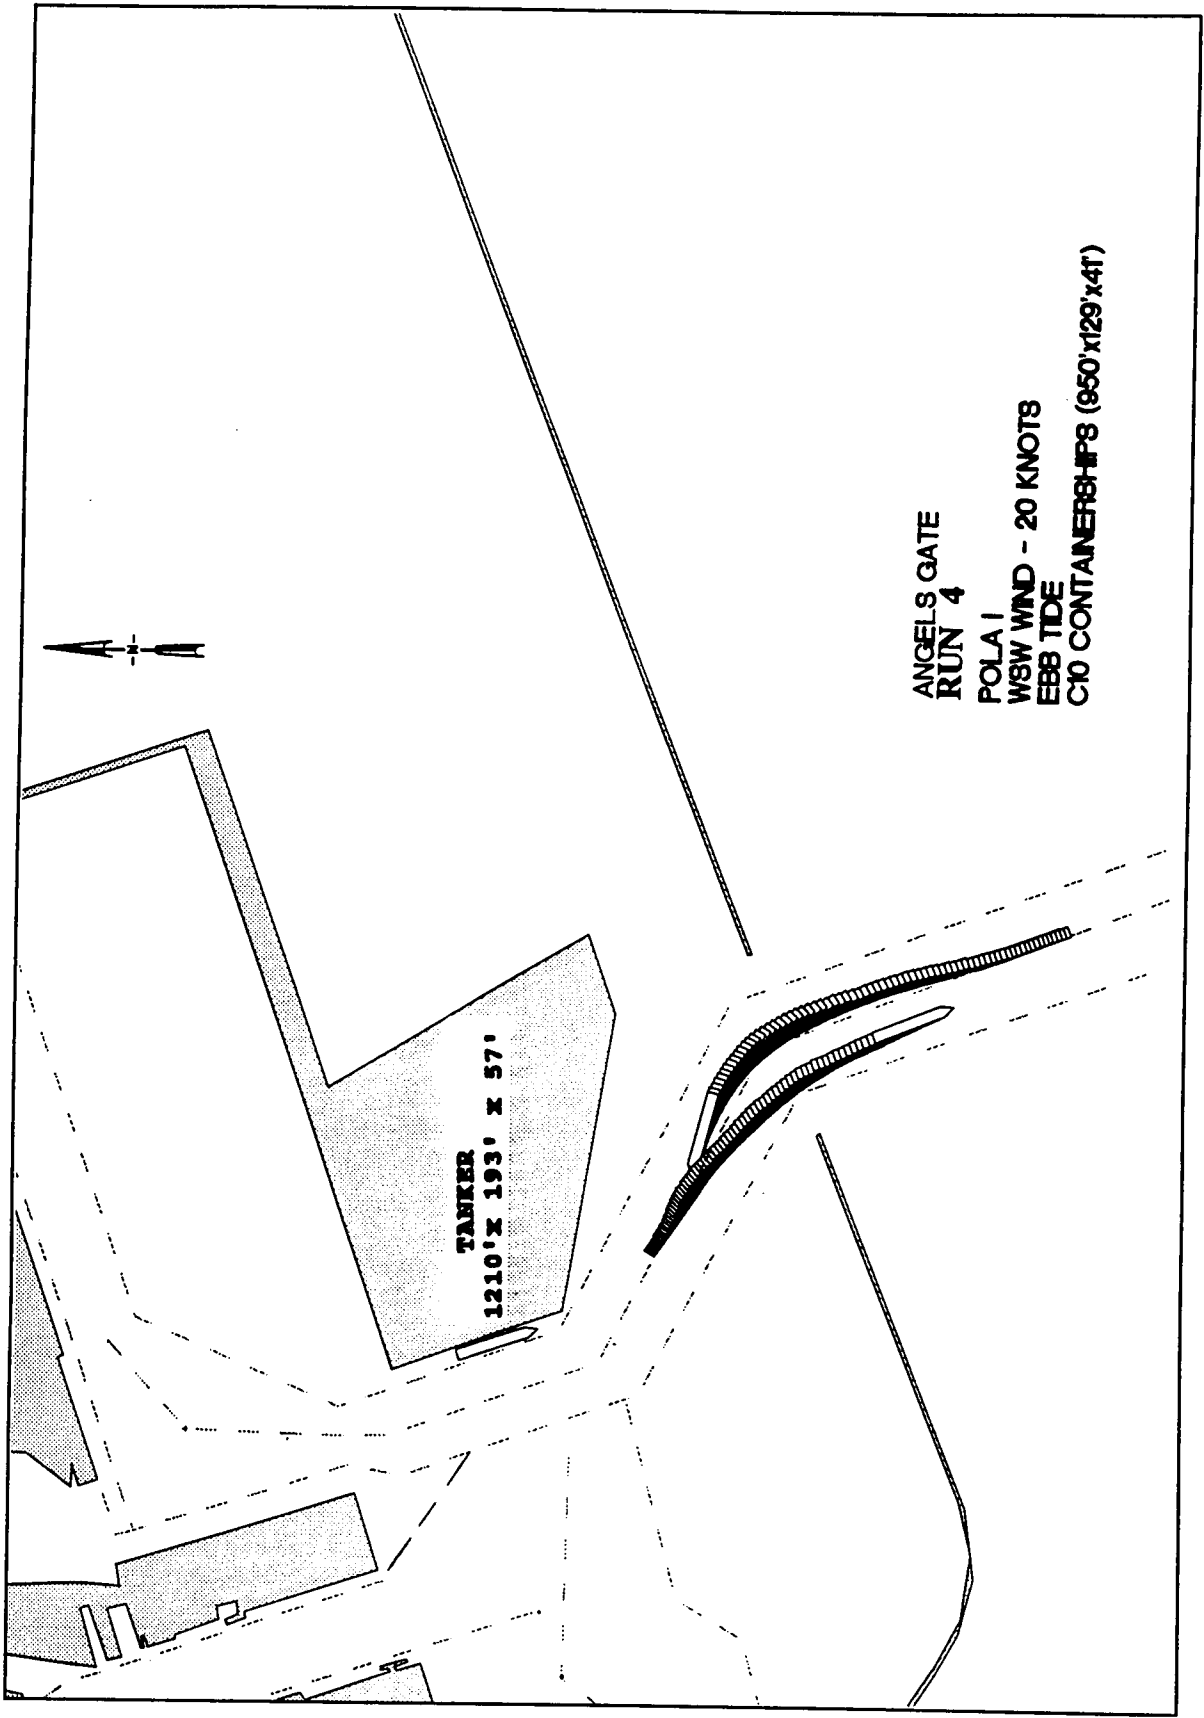 N
TANKER
1210'x 193' x 57'
ANGELS GATE
RUN 4
POLA I
WSW WIND - 20 KNOTS
EBB TIDE
C10 CONTAINERSHIPS (950'x129'x41')